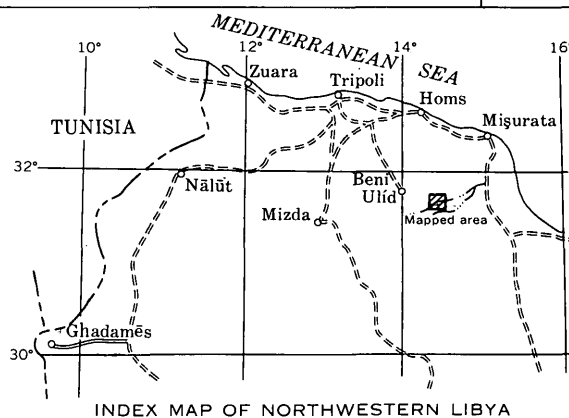 10°
12°
14°
16°
MEDITERRANEAN SEA
Zuara
Tripoli
Homs
Mişurata
TUNISIA
32°
Nālūt
Beni
Ulíd
Mizda
Mapped area
Ghadamēs
30°
INDEX MAP OF NORTHWESTERN LIBYA